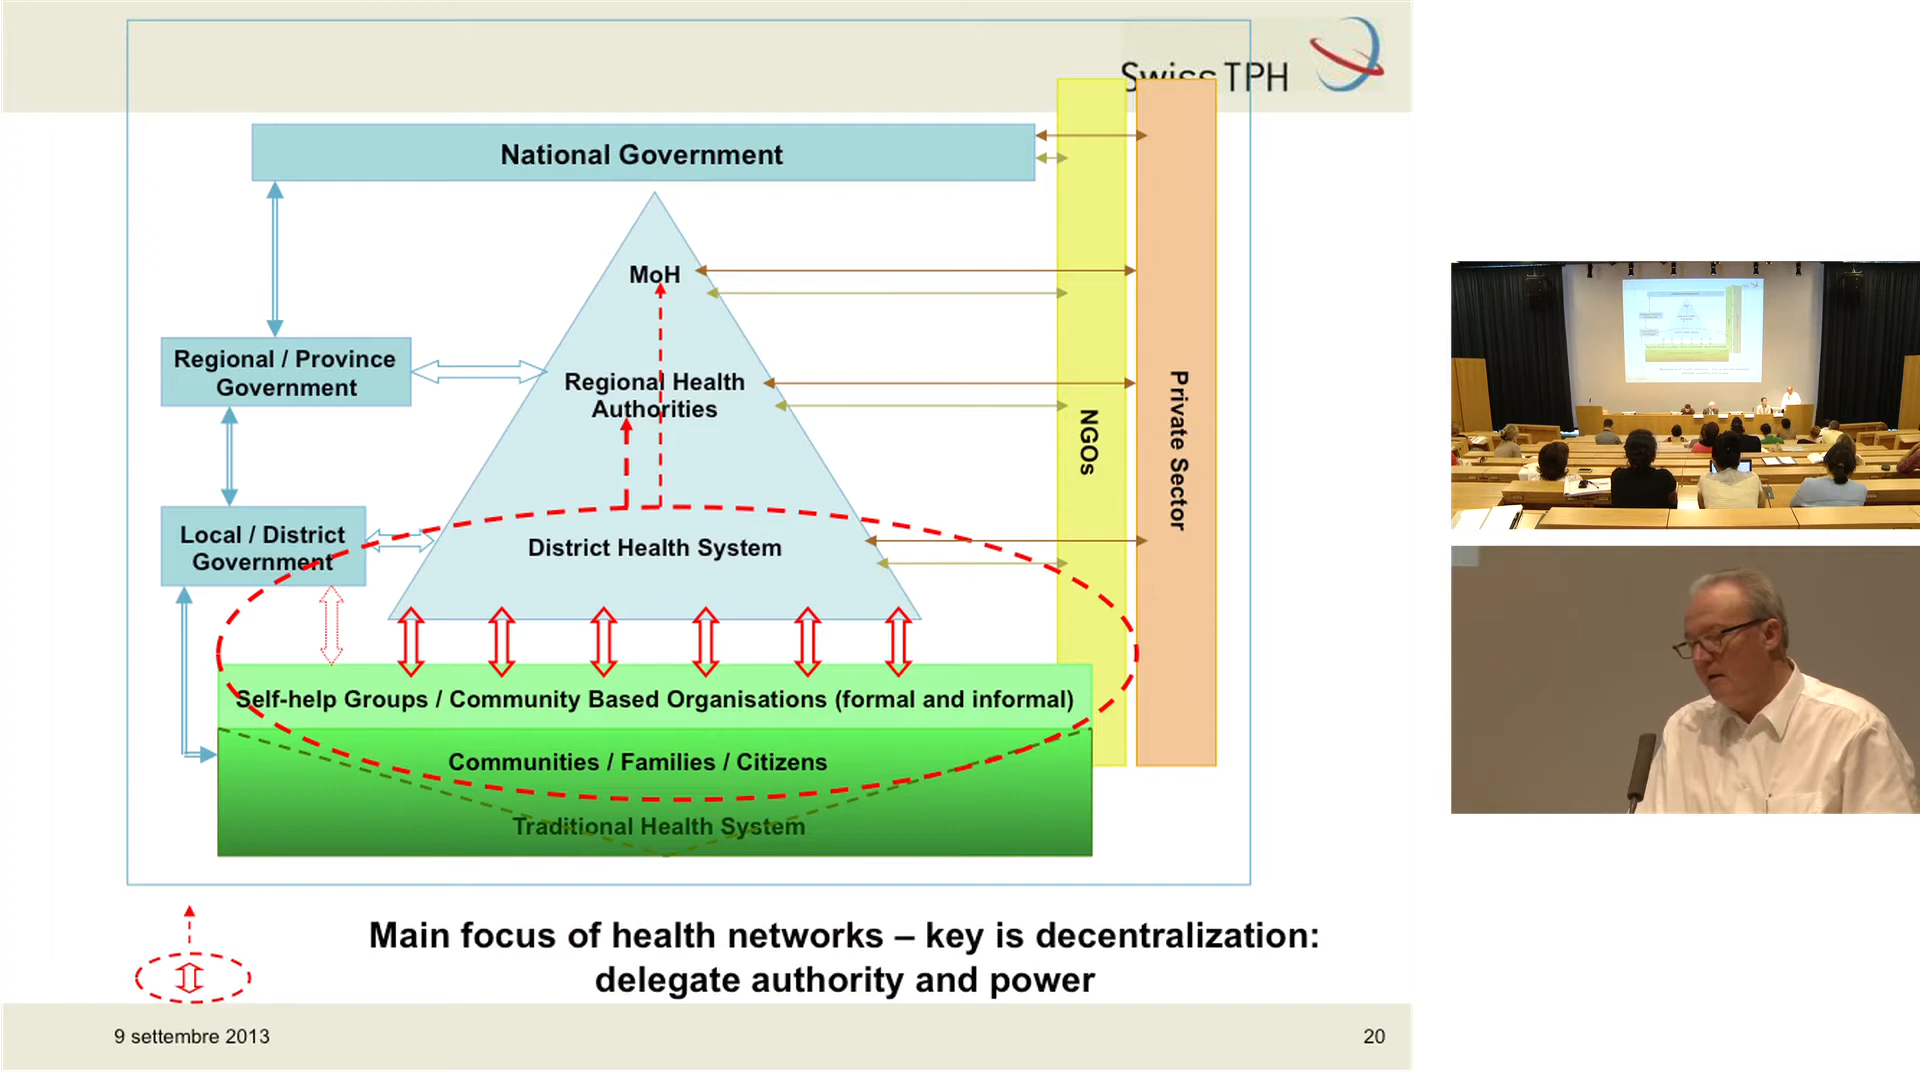 Swiss TPH
National Government
MoH
Regional / Province
Government
Regional Health
Authorities
NGOs
Private Sector
Local / District
Government
District Health System
Self-help Groups / Community Based Organisations (formal and informal)
Communities / Families / Citizens
Traditional Health System
Main focus of health networks – key is decentralization:
delegate authority and power
9 settembre 2013
20